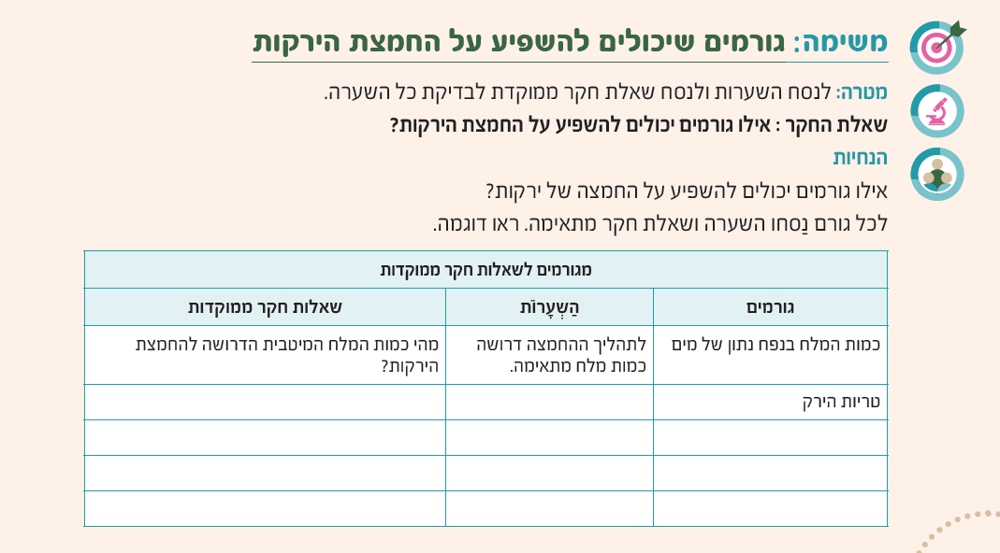 משימה: גורמים שיכולים להשפיע על החמצת הירקות
מטרה: לנסח השערות ולנסח שאלת חקר ממוקדת לבדיקת כל השערה.
שאלת החקר : אילו גורמים יכולים להשפיע על החמצת הירקות?
הנחיות
אילו גורמים יכולים להשפיע על החמצה של ירקות?
לכל גורם נַסחו השערה ושאלת חקר מתאימה. ראו דוגמה.
מגורמים לשאלות חקר ממוקדות
גורמים
הַשְעָרוֹת
שאלות חקר ממוקדות
כמות המלח בנפח נתון של מים
לתהליך ההחמצה דרושה
כמות מלח מתאימה.
מהי כמות המלח המיטבית הדרושה להחמצת
הירקות?
טריות הירק